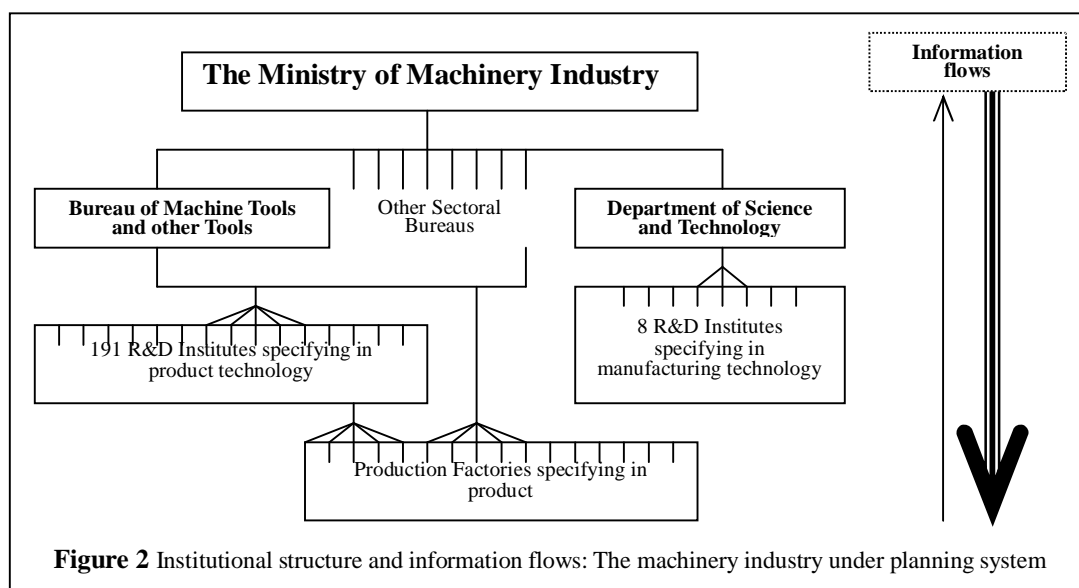 The Ministry of Machinery Industry
Information
flows
Bureau of Machine Tools
and other Tools
Other Sectoral
Bureaus
Department of Science
and Technology
191 R&D Institutes specifying in
product technology
8 R&D Institutes
specifying in
manufacturing technology
Production Factories specifying in
product
Figure 2 Institutional structure and information flows: The machinery industry under planning system